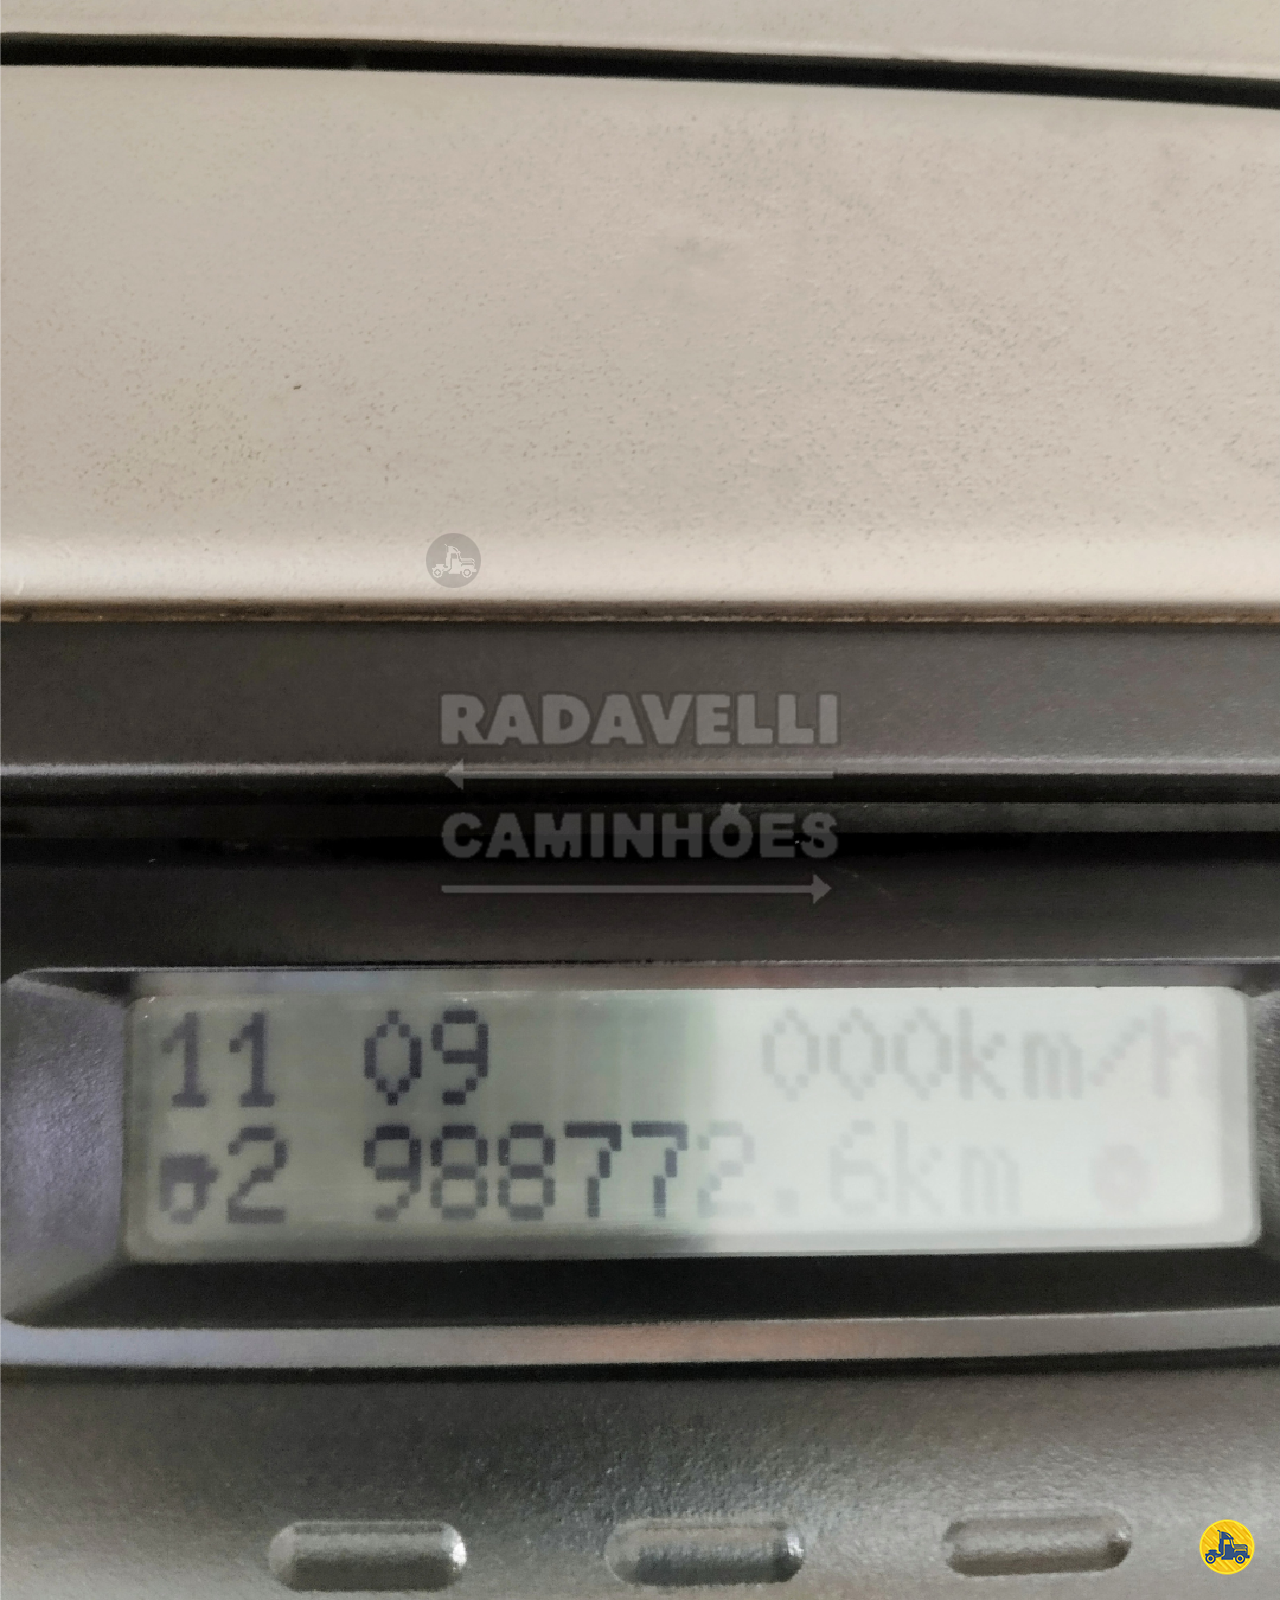 RADAVELLI
CAMINHÕES
11 09 000km/h
2 988772.6km